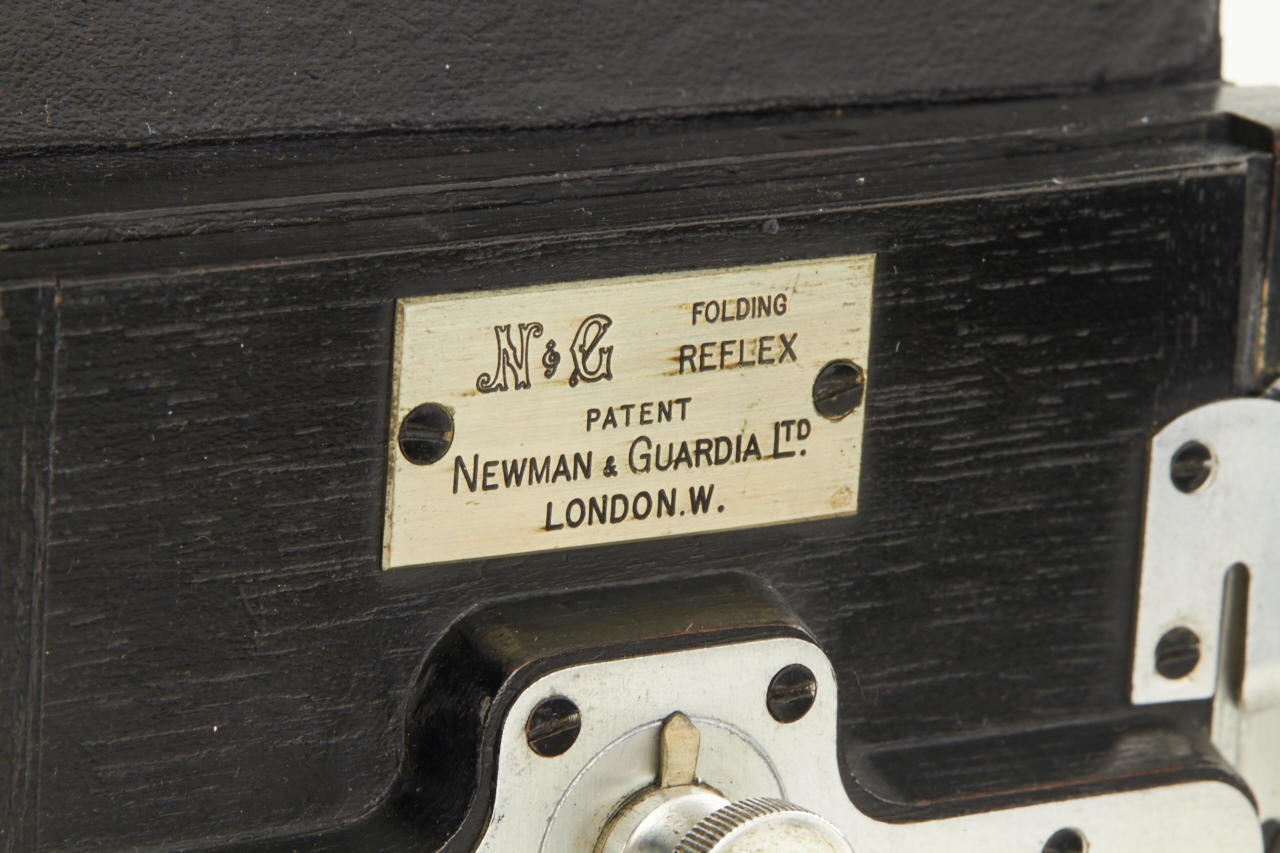 N & G
FOLDING
REFLEX
PATENT
NEWMAN & GUARDIA LTD.
LONDON.W.